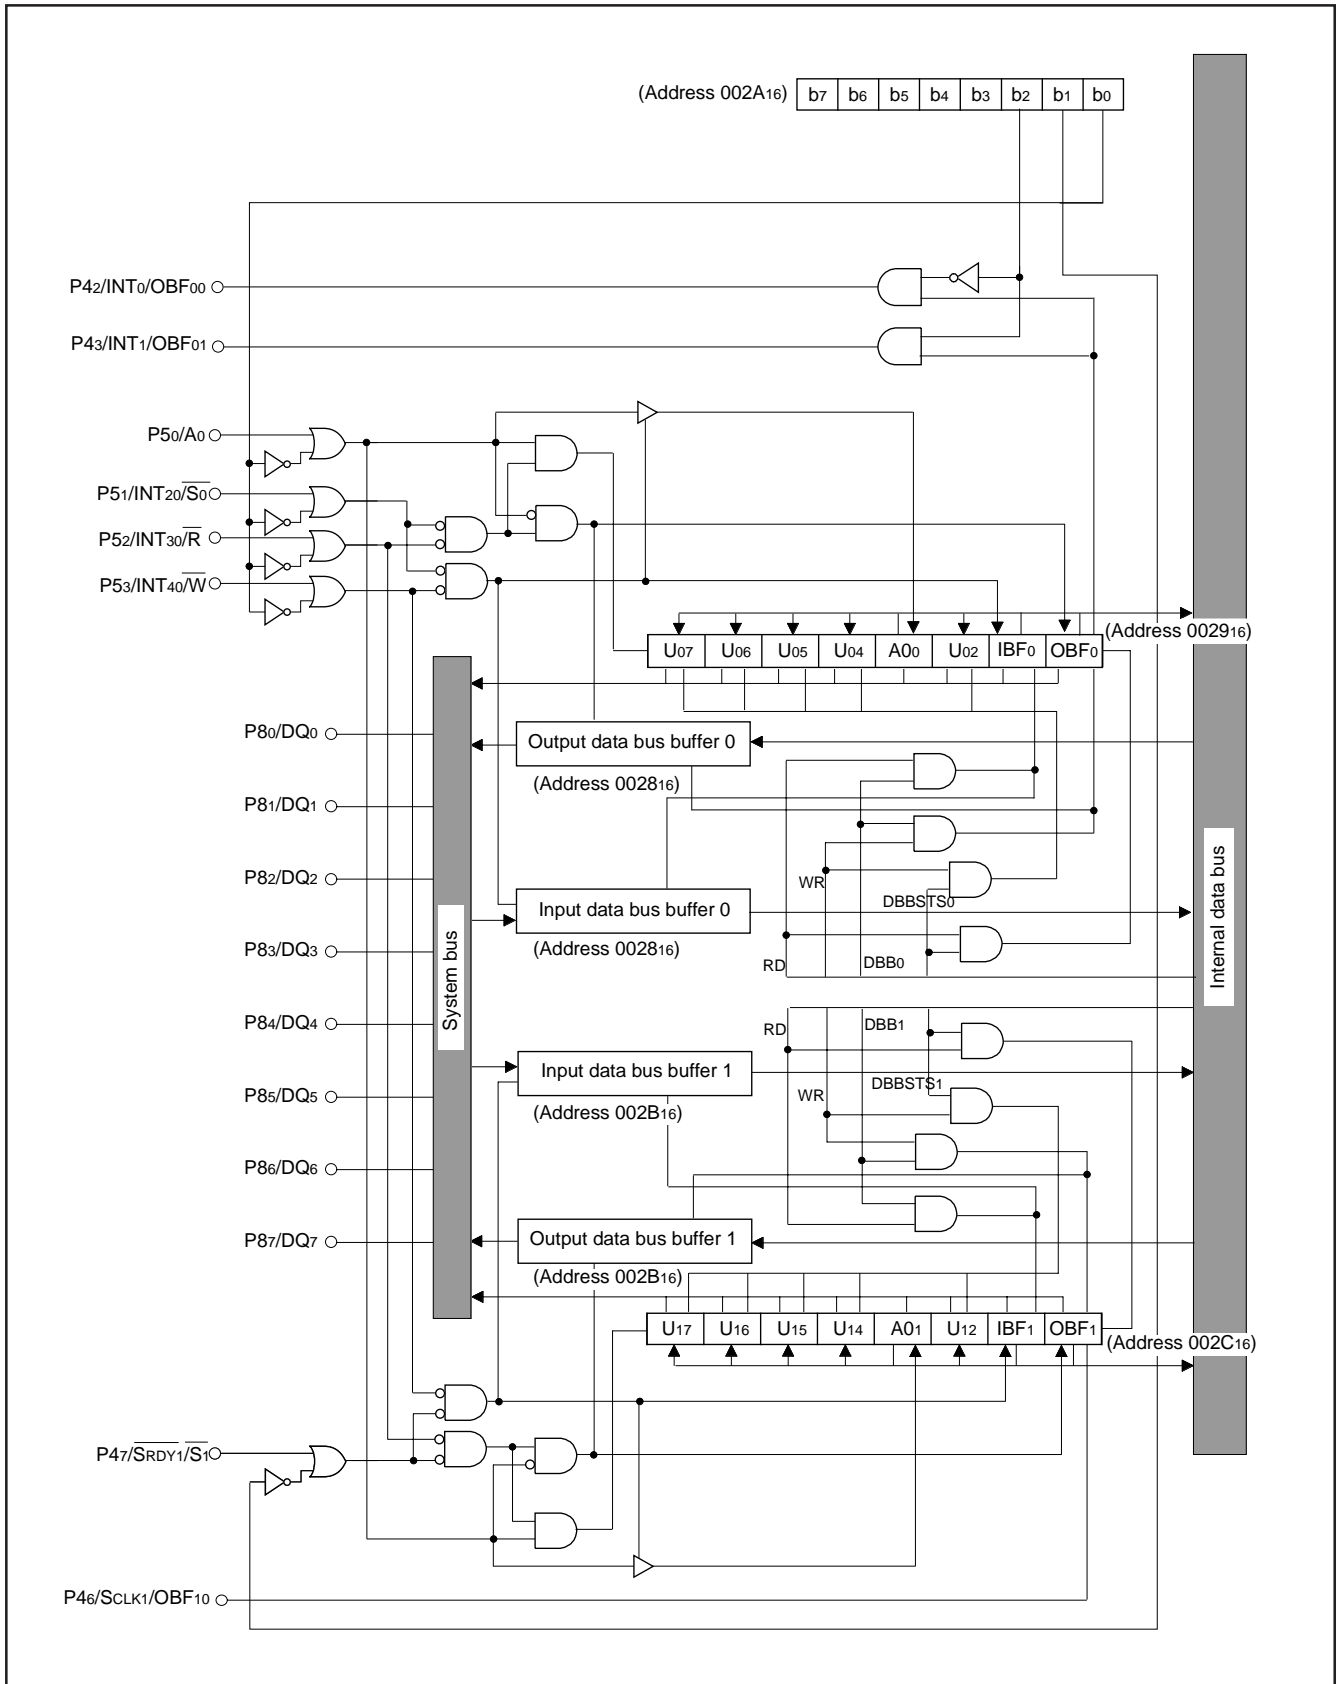 (Address 002A16) b7 b6 b5 b4 b3 b2 b1 b0
P42/INT0/OBF00
P43/INT1/OBF01
P50/A0
P51/INT20/S0
P52/INT30/R
P53/INT40/W
(Address 002916)
U07 U06 U05 U04 A00 U02 IBF0 OBF0
P80/DQ0
Output data bus buffer 0
(Address 002816)
P81/DQ1
P82/DQ2
WR
DBBSTS0
Input data bus buffer 0
(Address 002816)
P83/DQ3
RD
DBB0
System bus
Internal data bus
P84/DQ4
RD
DBB1
Input data bus buffer 1
(Address 002B16)
DBBSTS1
WR
P85/DQ5
P86/DQ6
P87/DQ7
Output data bus buffer 1
(Address 002B16)
U17 U16 U15 U14 A01 U12 IBF1 OBF1
(Address 002C16)
P47/SRDY1/S1
P46/SCLK1/OBF10